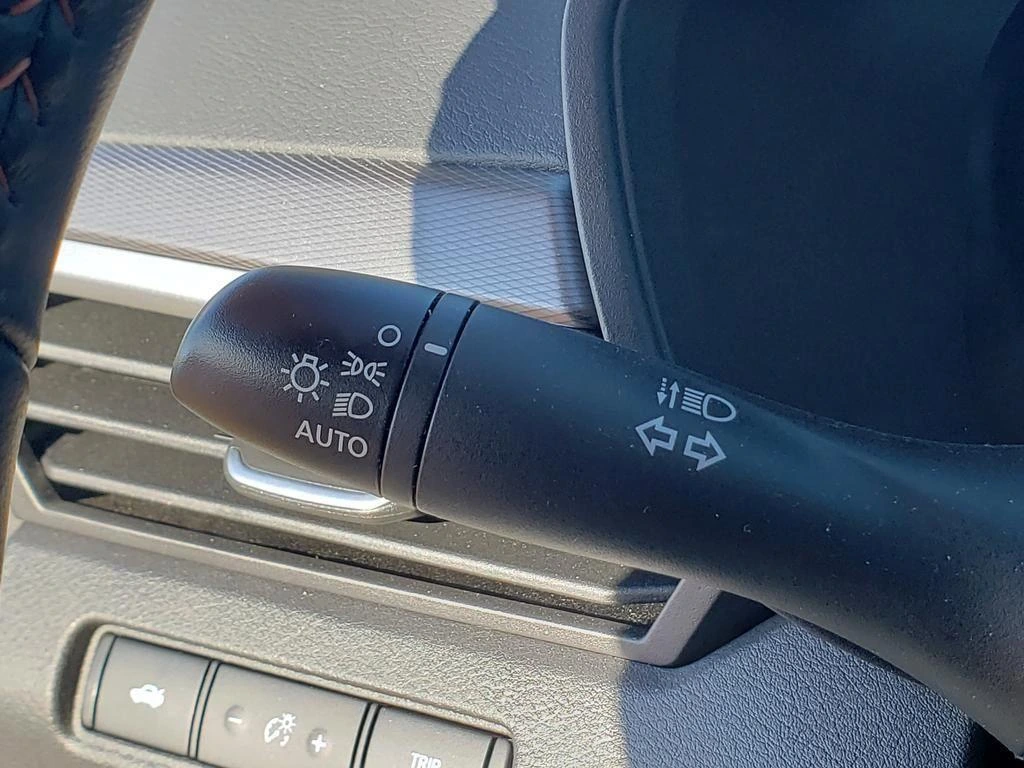 AUTO
- +
TRIP